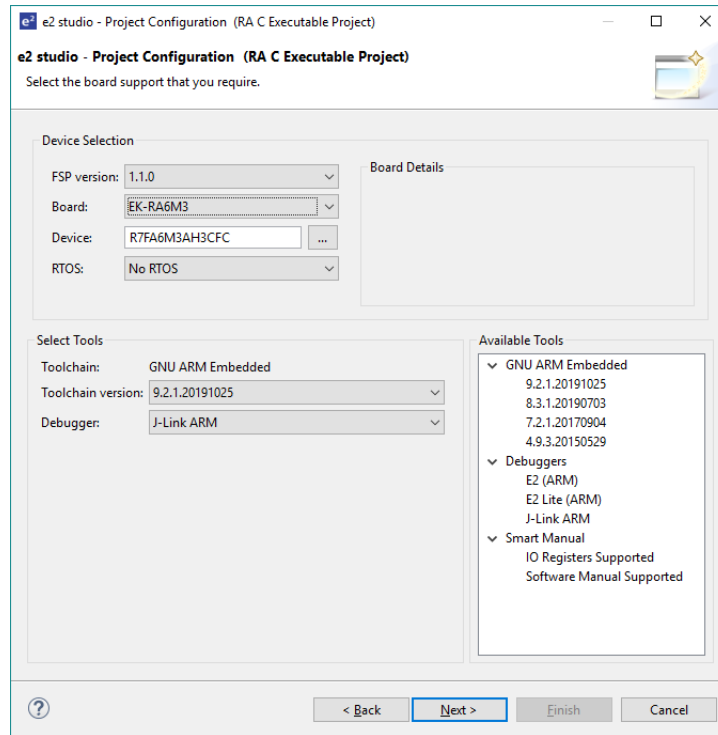 e2 e2 studio - Project Configuration (RA C Executable Project)
e2 studio - Project Configuration (RA C Executable Project)
Select the board support that you require.
Device Selection
FSP version: 1.1.0
Board: EK-RA6M3
Device: R7FA6M3AH3CFC ...
RTOS: No RTOS
Board Details
Select Tools
Toolchain: GNU ARM Embedded
Toolchain version: 9.2.1.20191025
Debugger: J-Link ARM
Available Tools
GNU ARM Embedded
9.2.1.20191025
8.3.1.20190703
7.2.1.20170904
4.9.3.20150529
Debuggers
E2 (ARM)
E2 Lite (ARM)
J-Link ARM
Smart Manual
IO Registers Supported
Software Manual Supported
? < Back Next > Finish Cancel